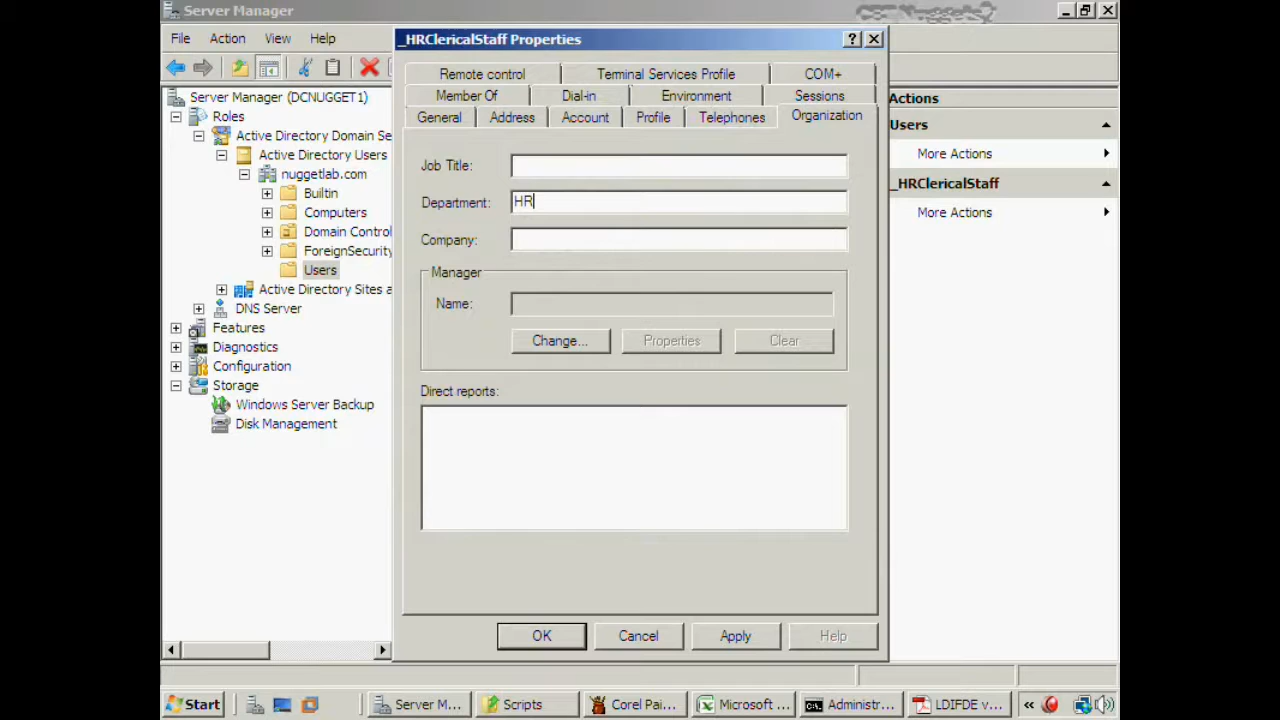 Server Manager
File Action View Help
Server Manager (DCNUGGET1)
Roles
Active Directory Domain Se
Active Directory Users
nuggetlab.com
Builtin
Computers
Domain Control
ForeignSecurity
Users
Active Directory Sites a
DNS Server
Features
Diagnostics
Configuration
Storage
Windows Server Backup
Disk Management
_HRClericalStaff Properties
Remote control Terminal Services Profile COM+
Member Of Dial-in Environment Sessions
General Address Account Profile Telephones Organization
Job Title:
Department: HR
Company:
Manager
Name:
Change... Properties Clear
Direct reports:
OK Cancel Apply Help
Actions
Users
More Actions
_HRClericalStaff
More Actions
Start Server M... Scripts Corel Pai... Microsoft ... Administr... LDIFDE v... «